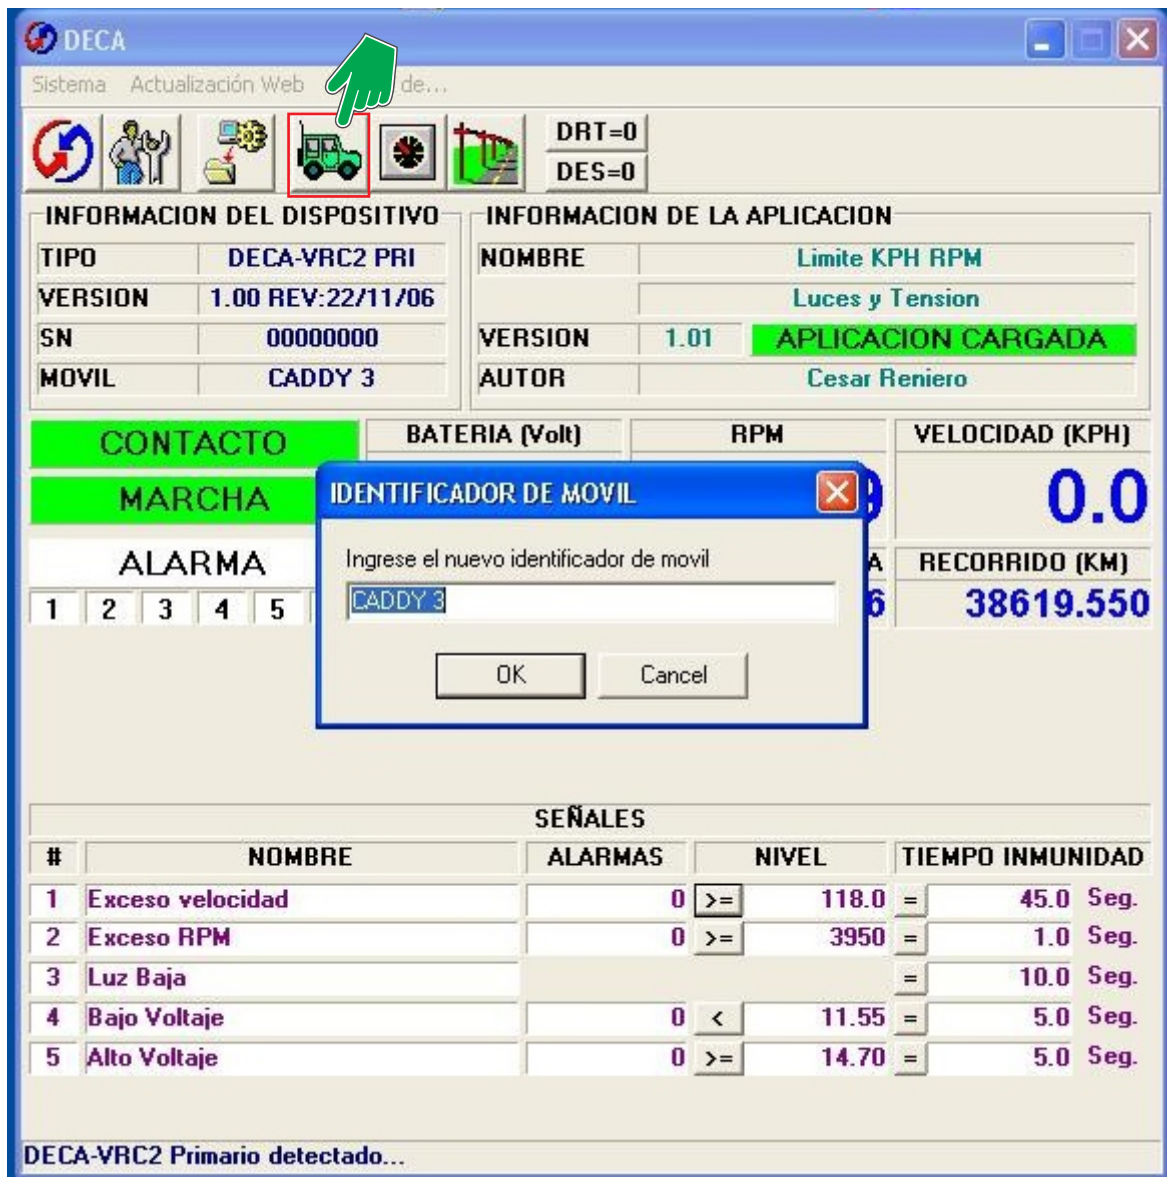 DECA
Sistema Actualización Web de...
DRT=0
DES=0
INFORMACION DEL DISPOSITIVO
TIPO DECA-VRC2 PRI
VERSION 1.00 REV:22/11/06
SN 00000000
MOVIL CADDY 3
INFORMACION DE LA APLICACION
NOMBRE Limite KPH RPM
Luces y Tension
VERSION 1.01 APLICACION CARGADA
AUTOR Cesar Reniero
CONTACTO BATERIA (Volt) RPM VELOCIDAD (KPH)
MARCHA 0.0
ALARMA A RECORRIDO (KM)
1 2 3 4 5 6 38619.550
IDENTIFICADOR DE MOVIL
Ingrese el nuevo identificador de movil
CADDY 3
OK Cancel
SEÑALES
# NOMBRE ALARMAS NIVEL TIEMPO INMUNIDAD
1 Exceso velocidad 0 >= 118.0 = 45.0 Seg.
2 Exceso RPM 0 >= 3950 = 1.0 Seg.
3 Luz Baja = 10.0 Seg.
4 Bajo Voltaje 0 < 11.55 = 5.0 Seg.
5 Alto Voltaje 0 >= 14.70 = 5.0 Seg.
DECA-VRC2 Primario detectado...